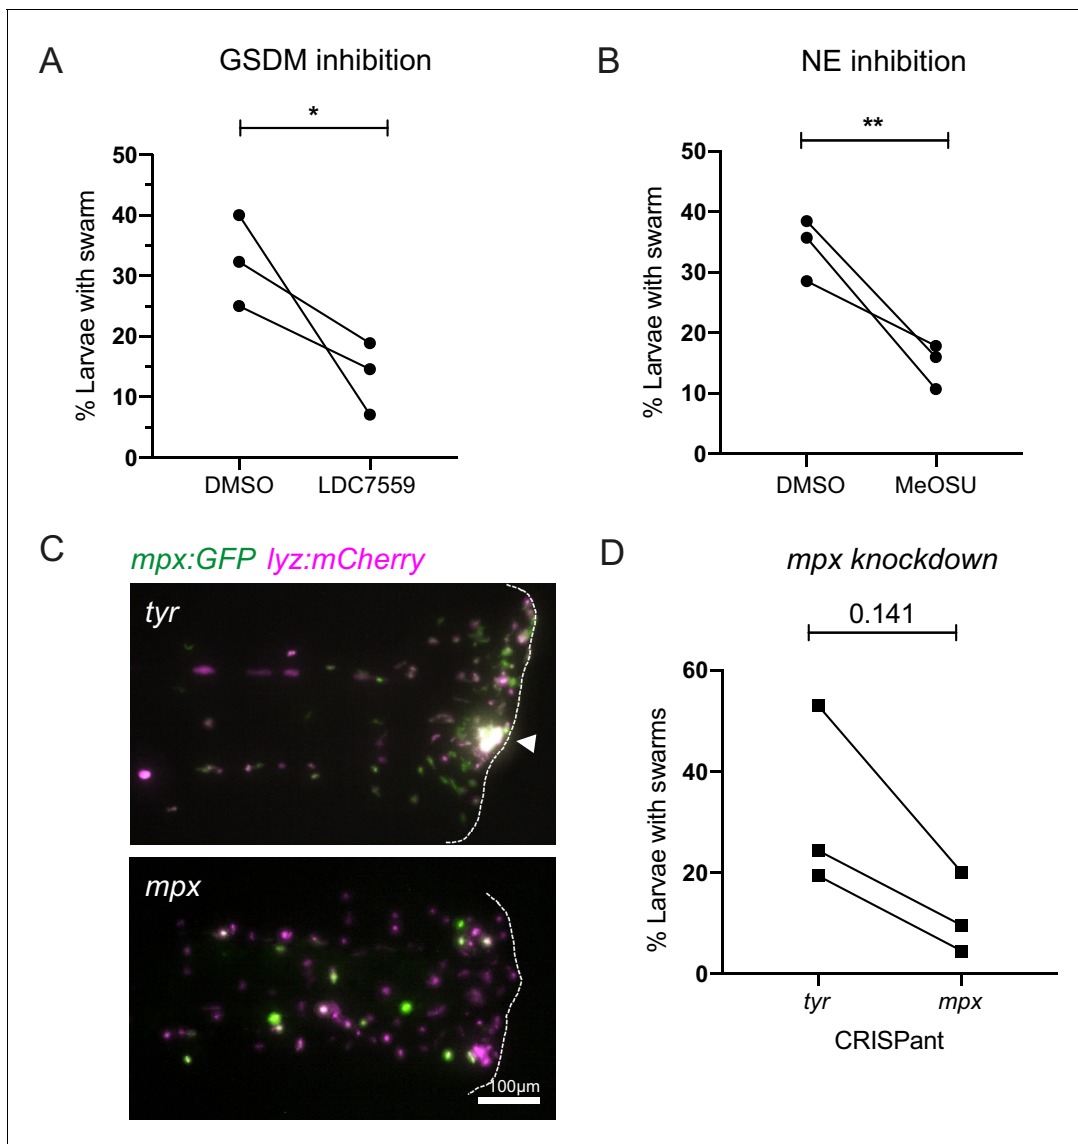 A
GSDM inhibition
*
% Larvae with swarm
50
40
30
20
10
0
DMSO
LDC7559
B
NE inhibition
**
% Larvae with swarm
50
40
30
20
10
0
DMSO
MeOSU
C
mpx:GFP lyz:mCherry
tyr
mpx
100µm
D
mpx knockdown
0.141
% Larvae with swarms
60
40
20
0
tyr
mpx
CRISPant